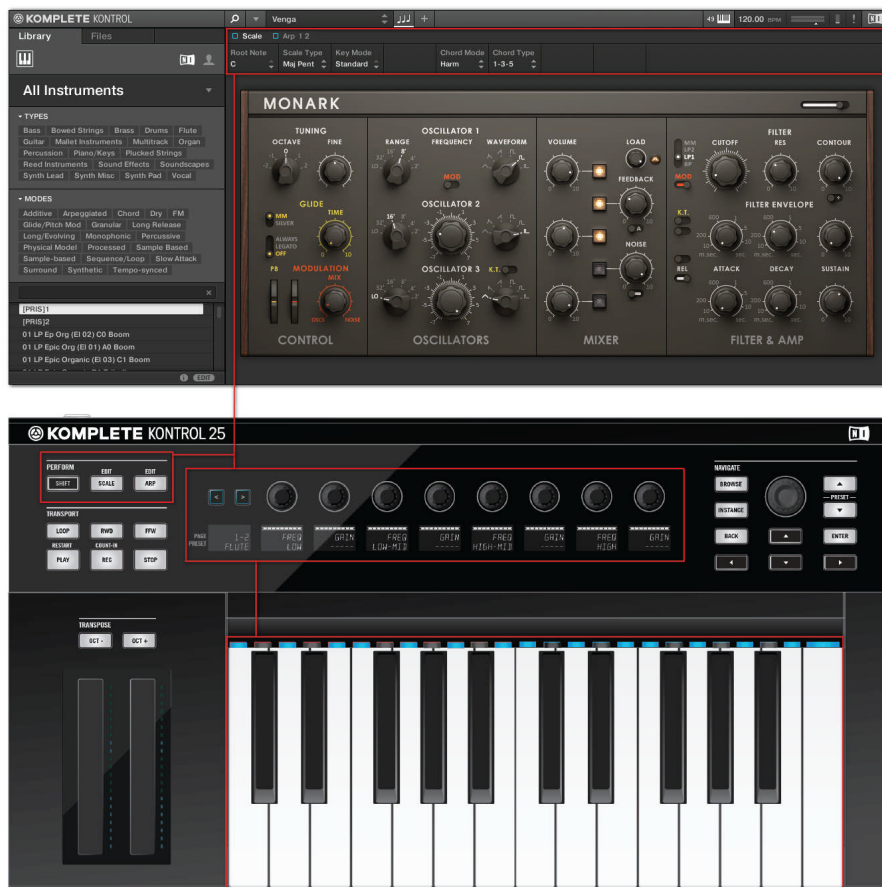 KOMPLETE KONTROL
Venga
49
120.00 BPM
Library Files
Scale Arp 1 2
Root Note Scale Type Key Mode Chord Mode Chord Type
C Maj Pent Standard Harm 1-3-5
All Instruments
TYPES
Bass Bowed Strings Brass Drums Flute
Guitar Mallet Instruments Multitrack Organ
Percussion Piano/Keys Plucked Strings
Reed Instruments Sound Effects Soundscapes
Synth Lead Synth Misc Synth Pad Vocal
MODES
Additive Arpeggiated Chord Dry FM
Glide/Pitch Mod Granular Long Release
Long/Evolving Monophonic Percussive
Physical Model Processed Sample Based
Sample-based Sequence/Loop Slow Attack
Surround Synthetic Tempo-synced
[PRIS]1
[PRIS]2
01 LP Ep Org (El 02) C0 Boom
01 LP Epic Org (El 01) A0 Boom
01 LP Epic Organic (El 03) C1 Boom
EDIT
MONARK
TUNING
OCTAVE FINE
GLIDE
MM
SILVER
TIME
ALWAYS
LEGATO
OFF
PB
MODULATION
MIX
OSC3 NOISE
CONTROL
OSCILLATOR 1
RANGE FREQUENCY WAVEFORM
MOD
OSCILLATOR 2
OSCILLATOR 3 K.T.
OSCILLATORS
VOLUME
LOAD
FEEDBACK
A
NOISE
MIXER
FILTER
MM
LP2
LP1
BP
CUTOFF RES CONTOUR
MOD
K.T.
FILTER ENVELOPE
REL
ATTACK DECAY SUSTAIN
FILTER & AMP
KOMPLETE KONTROL 25
NI
PERFORM
EDIT EDIT
SHIFT SCALE ARP
TRANSPORT
LOOP RWD FFW
RESTART COUNT-IN
PLAY REC STOP
< >
PAGE 1-2 FREQ GAIN FREQ GAIN FREQ GAIN FREQ GAIN
PRESET FLUTE LOW ----- LOW-MID ----- HIGH-MID ----- HIGH -----
NAVIGATE
BROWSE
INSTANCE
PRESET
BACK
ENTER
TRANSPOSE
OCT - OCT +